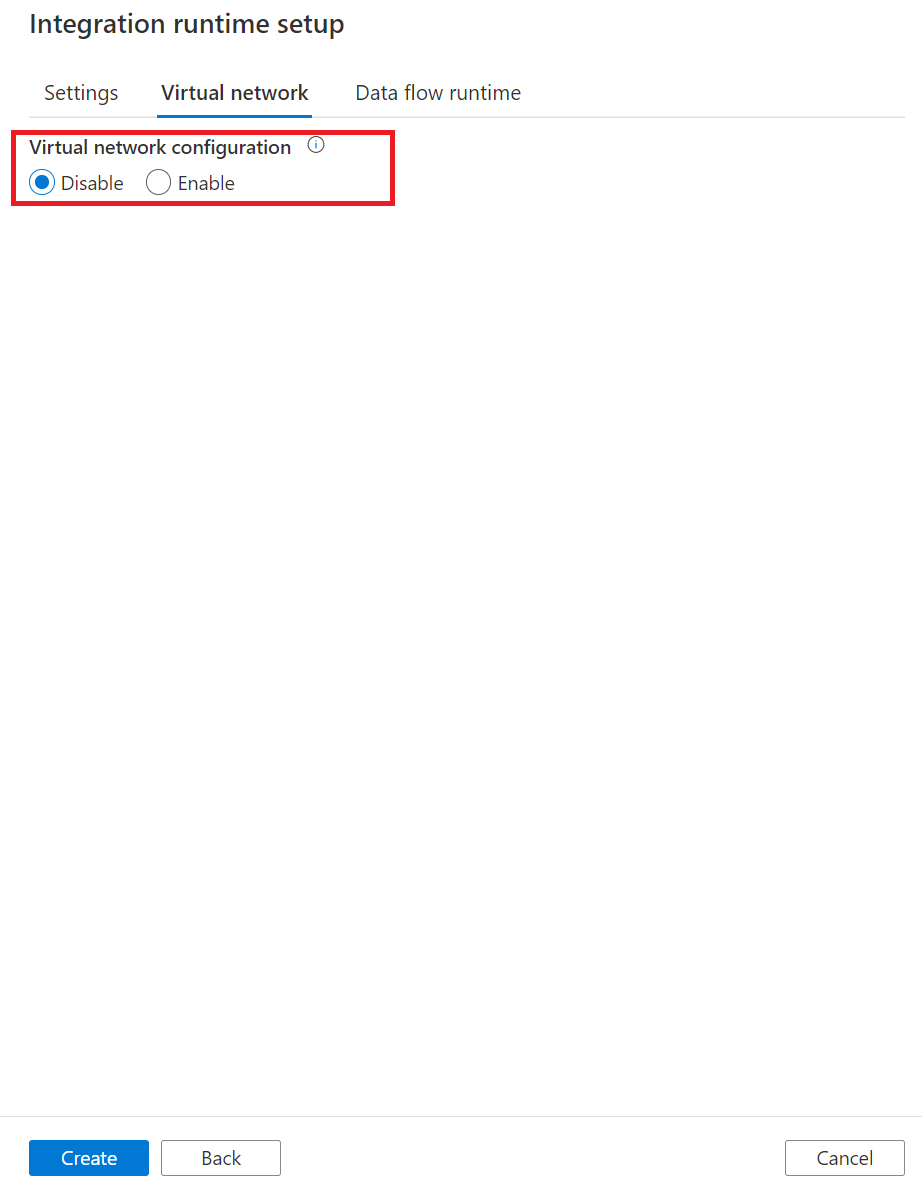 Integration runtime setup
Settings Virtual network Data flow runtime
Virtual network configuration
Disable Enable
Create Back Cancel